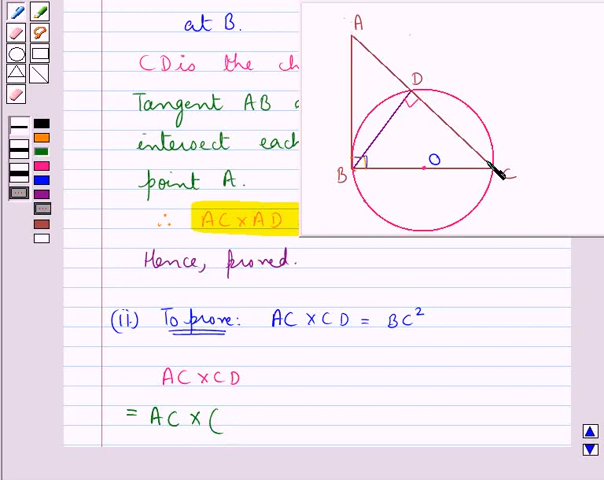 at B.
CD is the ch
Tangent AB
intersect each
point A.
∴ AC × AD
Hence, proved.
(ii.) To prove: AC × CD = BC²
AC × CD
= AC × (
A
D
B
O
C